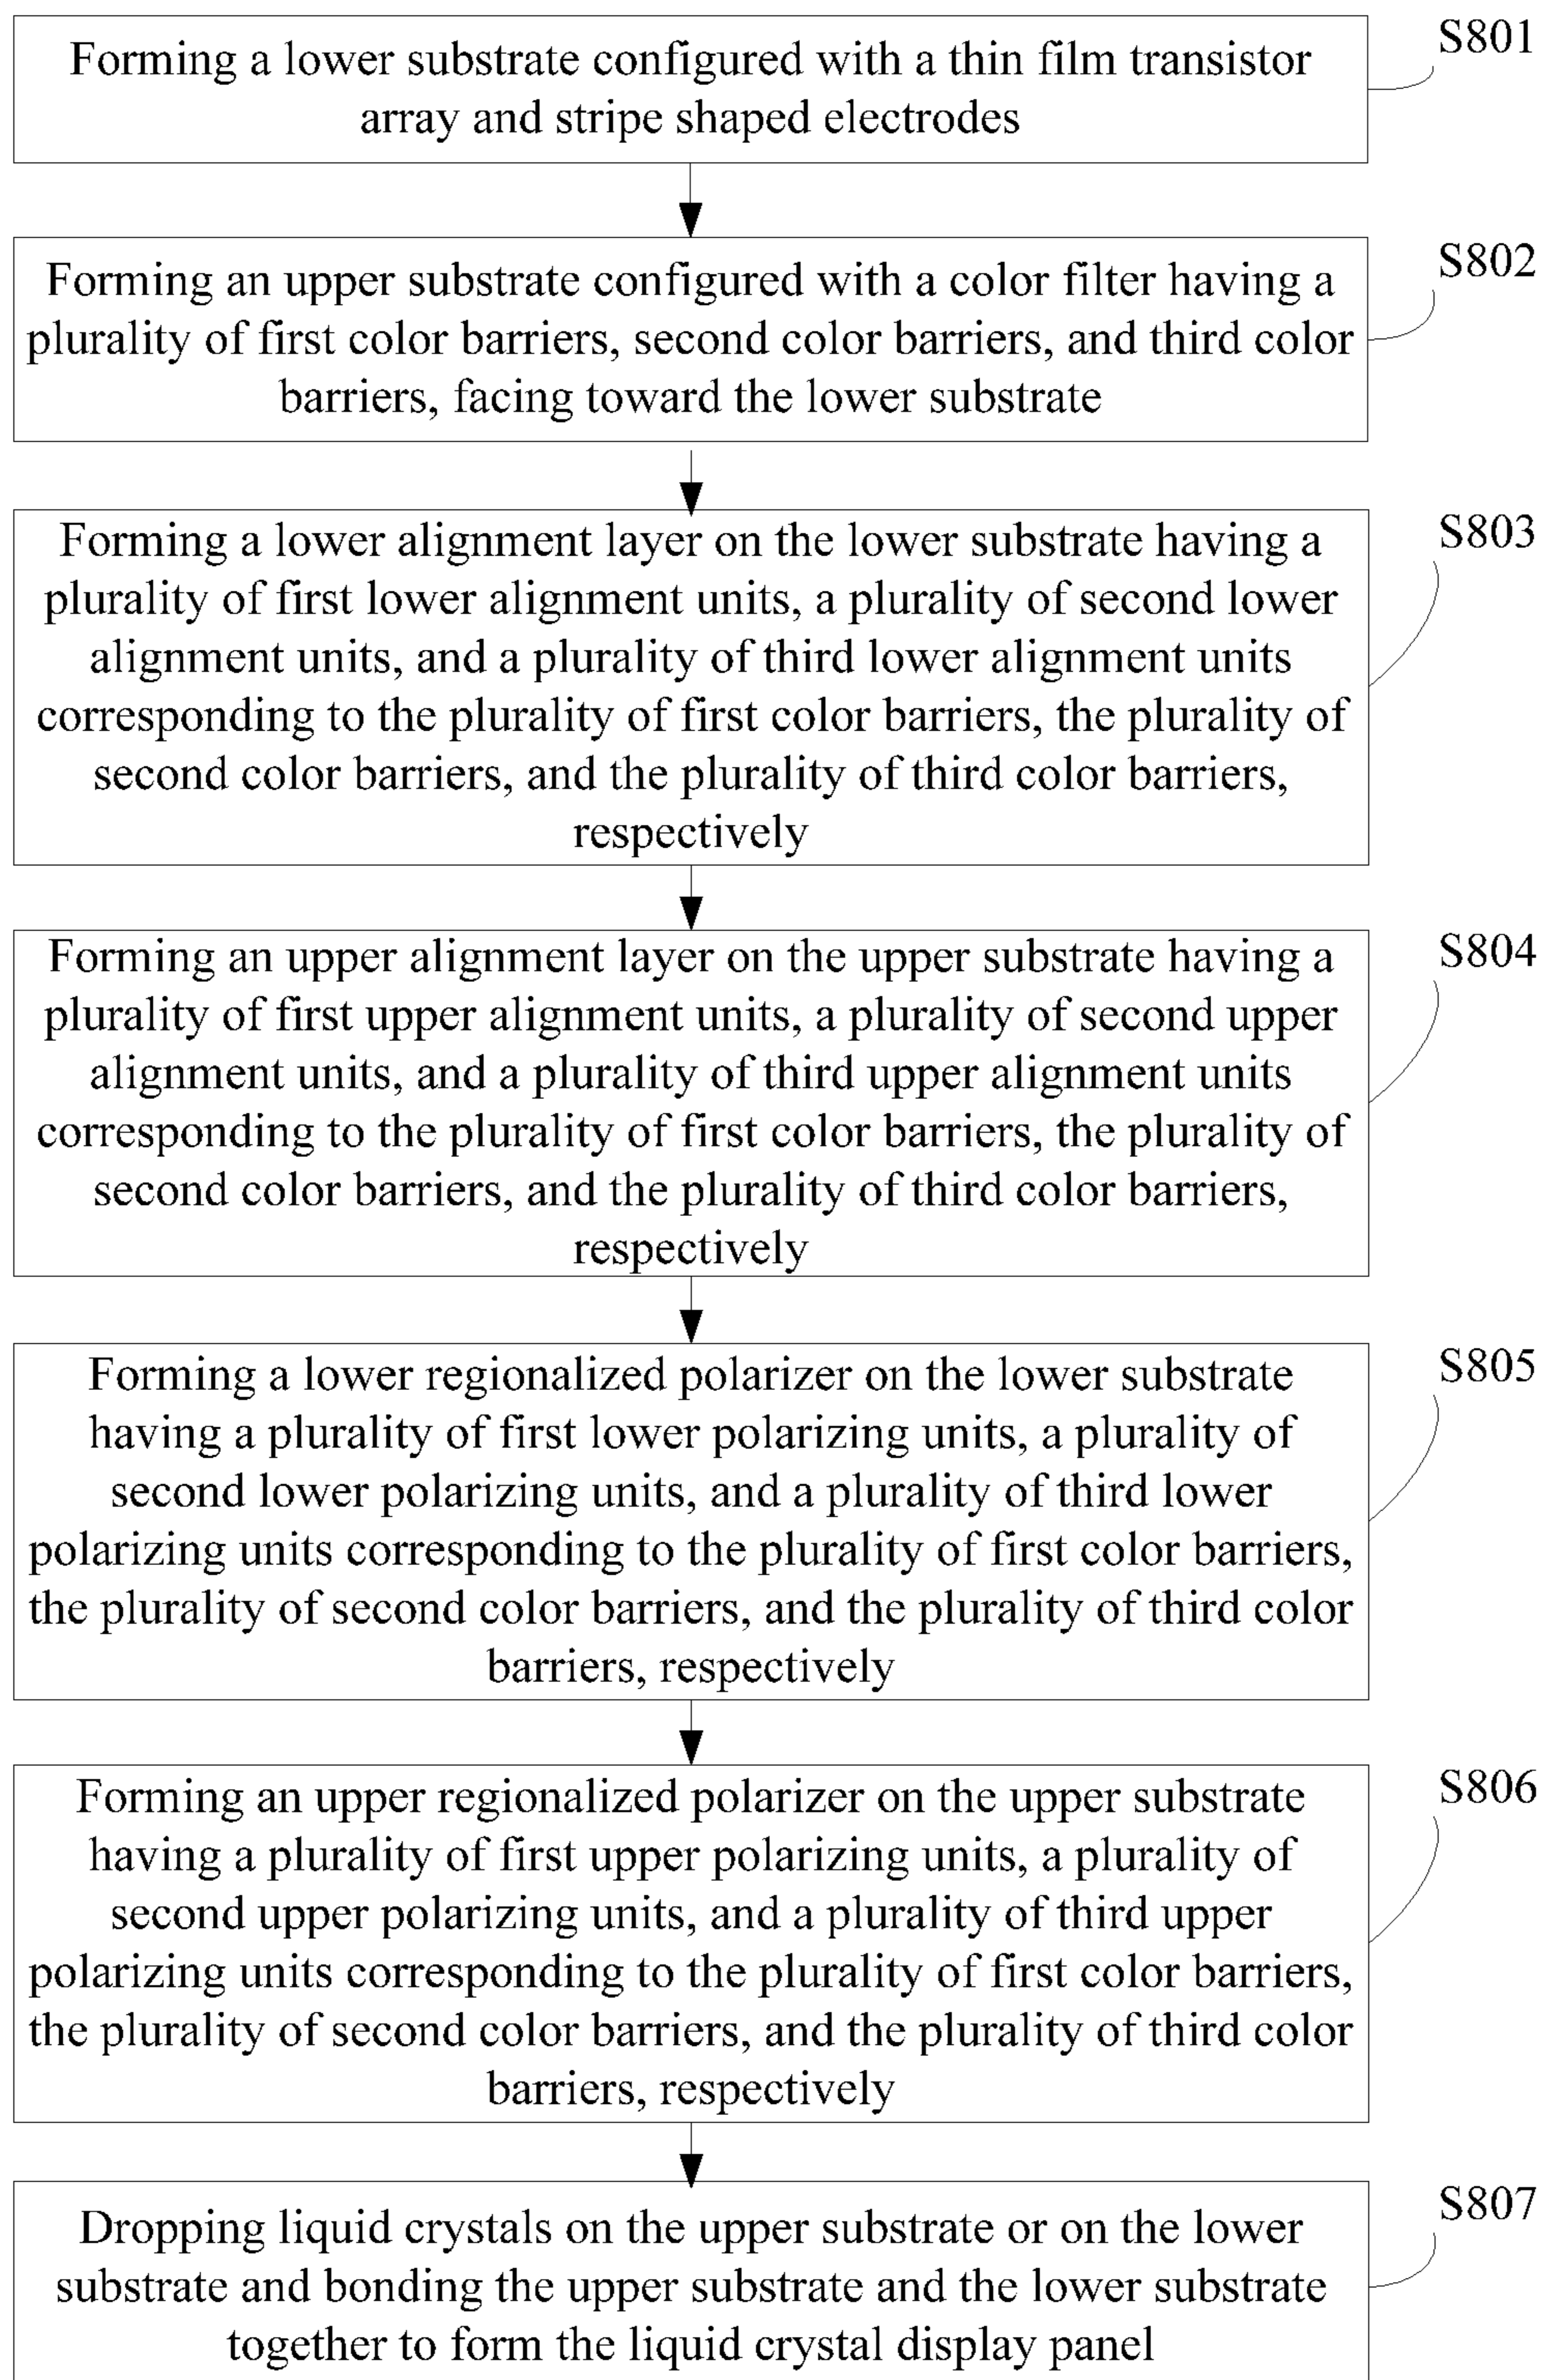 Forming a lower substrate configured with a thin film transistor
array and stripe shaped electrodes
S801
Forming an upper substrate configured with a color filter having a
plurality of first color barriers, second color barriers, and third color
barriers, facing toward the lower substrate
S802
Forming a lower alignment layer on the lower substrate having a
plurality of first lower alignment units, a plurality of second lower
alignment units, and a plurality of third lower alignment units
corresponding to the plurality of first color barriers, the plurality of
second color barriers, and the plurality of third color barriers,
respectively
S803
Forming an upper alignment layer on the upper substrate having a
plurality of first upper alignment units, a plurality of second upper
alignment units, and a plurality of third upper alignment units
corresponding to the plurality of first color barriers, the plurality of
second color barriers, and the plurality of third color barriers,
respectively
S804
Forming a lower regionalized polarizer on the lower substrate
having a plurality of first lower polarizing units, a plurality of
second lower polarizing units, and a plurality of third lower
polarizing units corresponding to the plurality of first color barriers,
the plurality of second color barriers, and the plurality of third color
barriers, respectively
S805
Forming an upper regionalized polarizer on the upper substrate
having a plurality of first upper polarizing units, a plurality of
second upper polarizing units, and a plurality of third upper
polarizing units corresponding to the plurality of first color barriers,
the plurality of second color barriers, and the plurality of third color
barriers, respectively
S806
Dropping liquid crystals on the upper substrate or on the lower
substrate and bonding the upper substrate and the lower substrate
together to form the liquid crystal display panel
S807